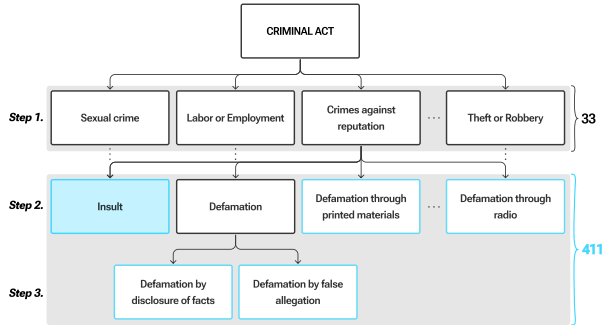 CRIMINAL ACT
Step 1.
Sexual crime
Labor or Employment
Crimes against
reputation
...
Theft or Robbery
33
Step 2.
Insult
Defamation
Defamation through
printed materials
...
Defamation through
radio
411
Step 3.
Defamation by
disclosure of facts
Defamation by false
allegation